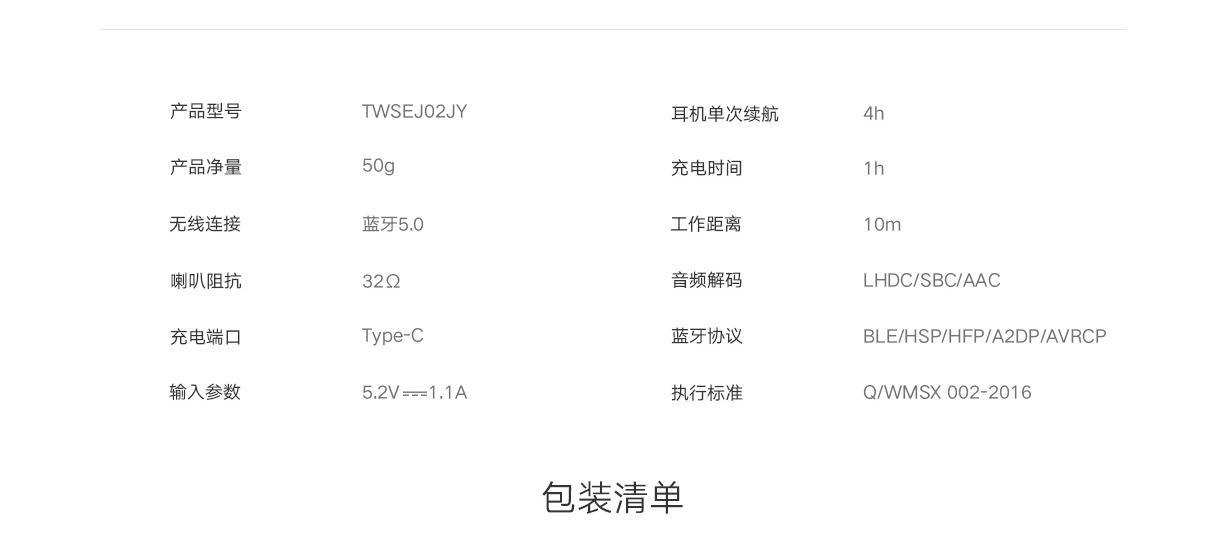 产品型号 TWSEJ02JY 耳机单次续航 4h
产品净量 50g 充电时间 1h
无线连接 蓝牙5.0 工作距离 10m
喇叭阻抗 32Ω 音频解码 LHDC/SBC/AAC
充电端口 Type-C 蓝牙协议 BLE/HSP/HFP/A2DP/AVRCP
输入参数 5.2V⎓1.1A 执行标准 Q/WMSX 002-2016
包装清单